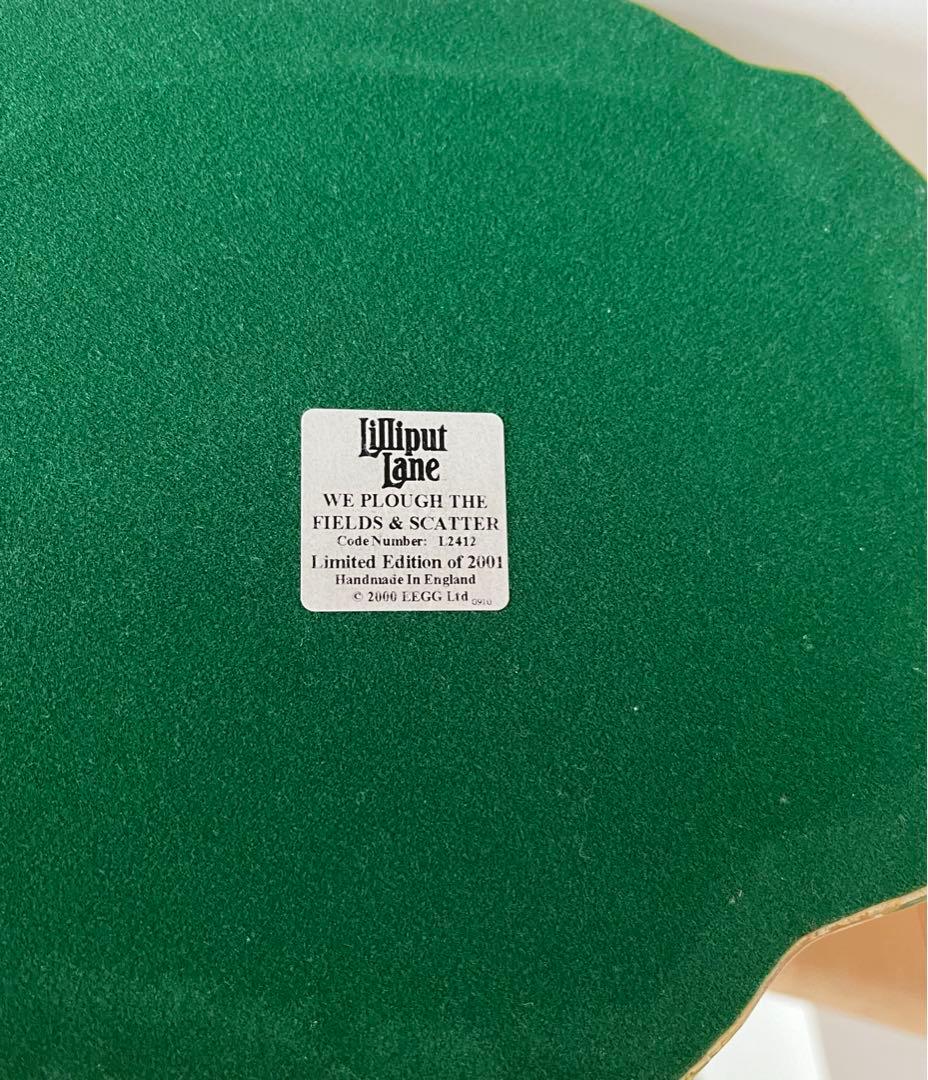 Lilliput
Lane
WE PLOUGH THE
FIELDS & SCATTER
Code Number: L2412
Limited Edition of 2001
Handmade In England
© 2000 EEGG Ltd 0910